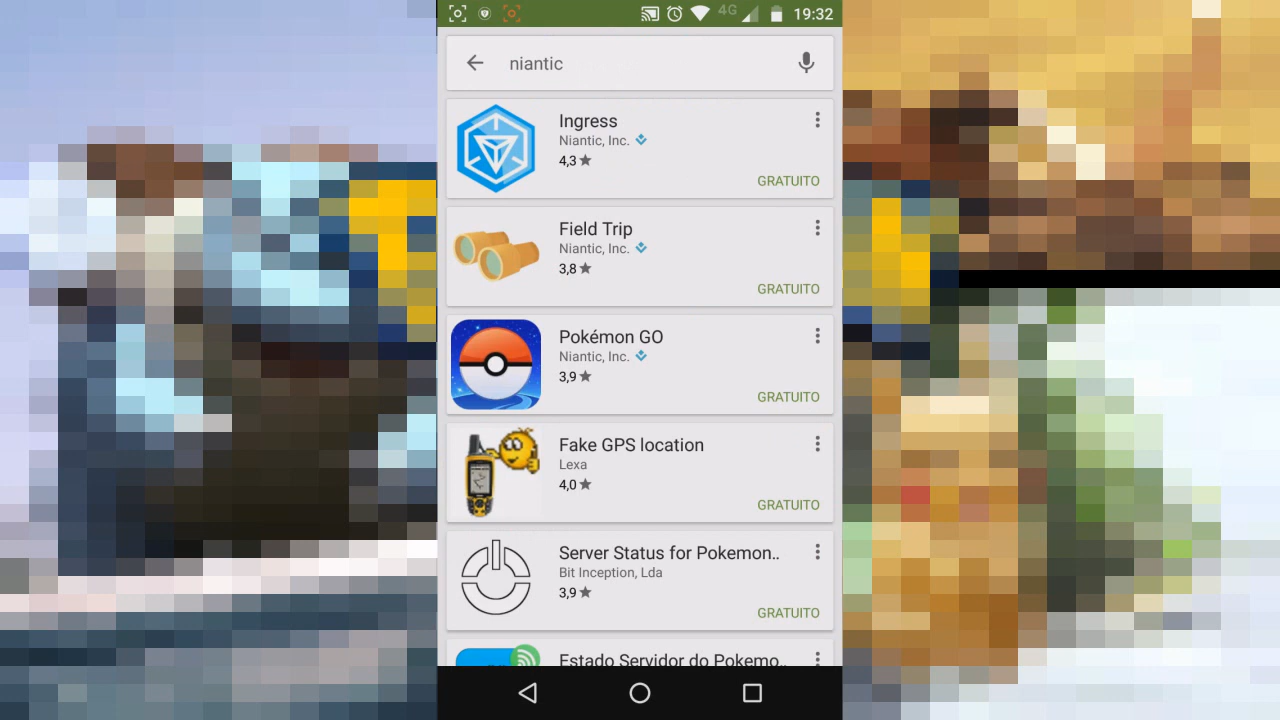 4G 19:32
niantic
Ingress
Niantic, Inc.
4,3
GRATUITO
Field Trip
Niantic, Inc.
3,8
GRATUITO
Pokémon GO
Niantic, Inc.
3,9
GRATUITO
Fake GPS location
Lexa
4,0
GRATUITO
Server Status for Pokemon..
Bit Inception, Lda
3,9
GRATUITO
Estado Servidor do Pokemo..